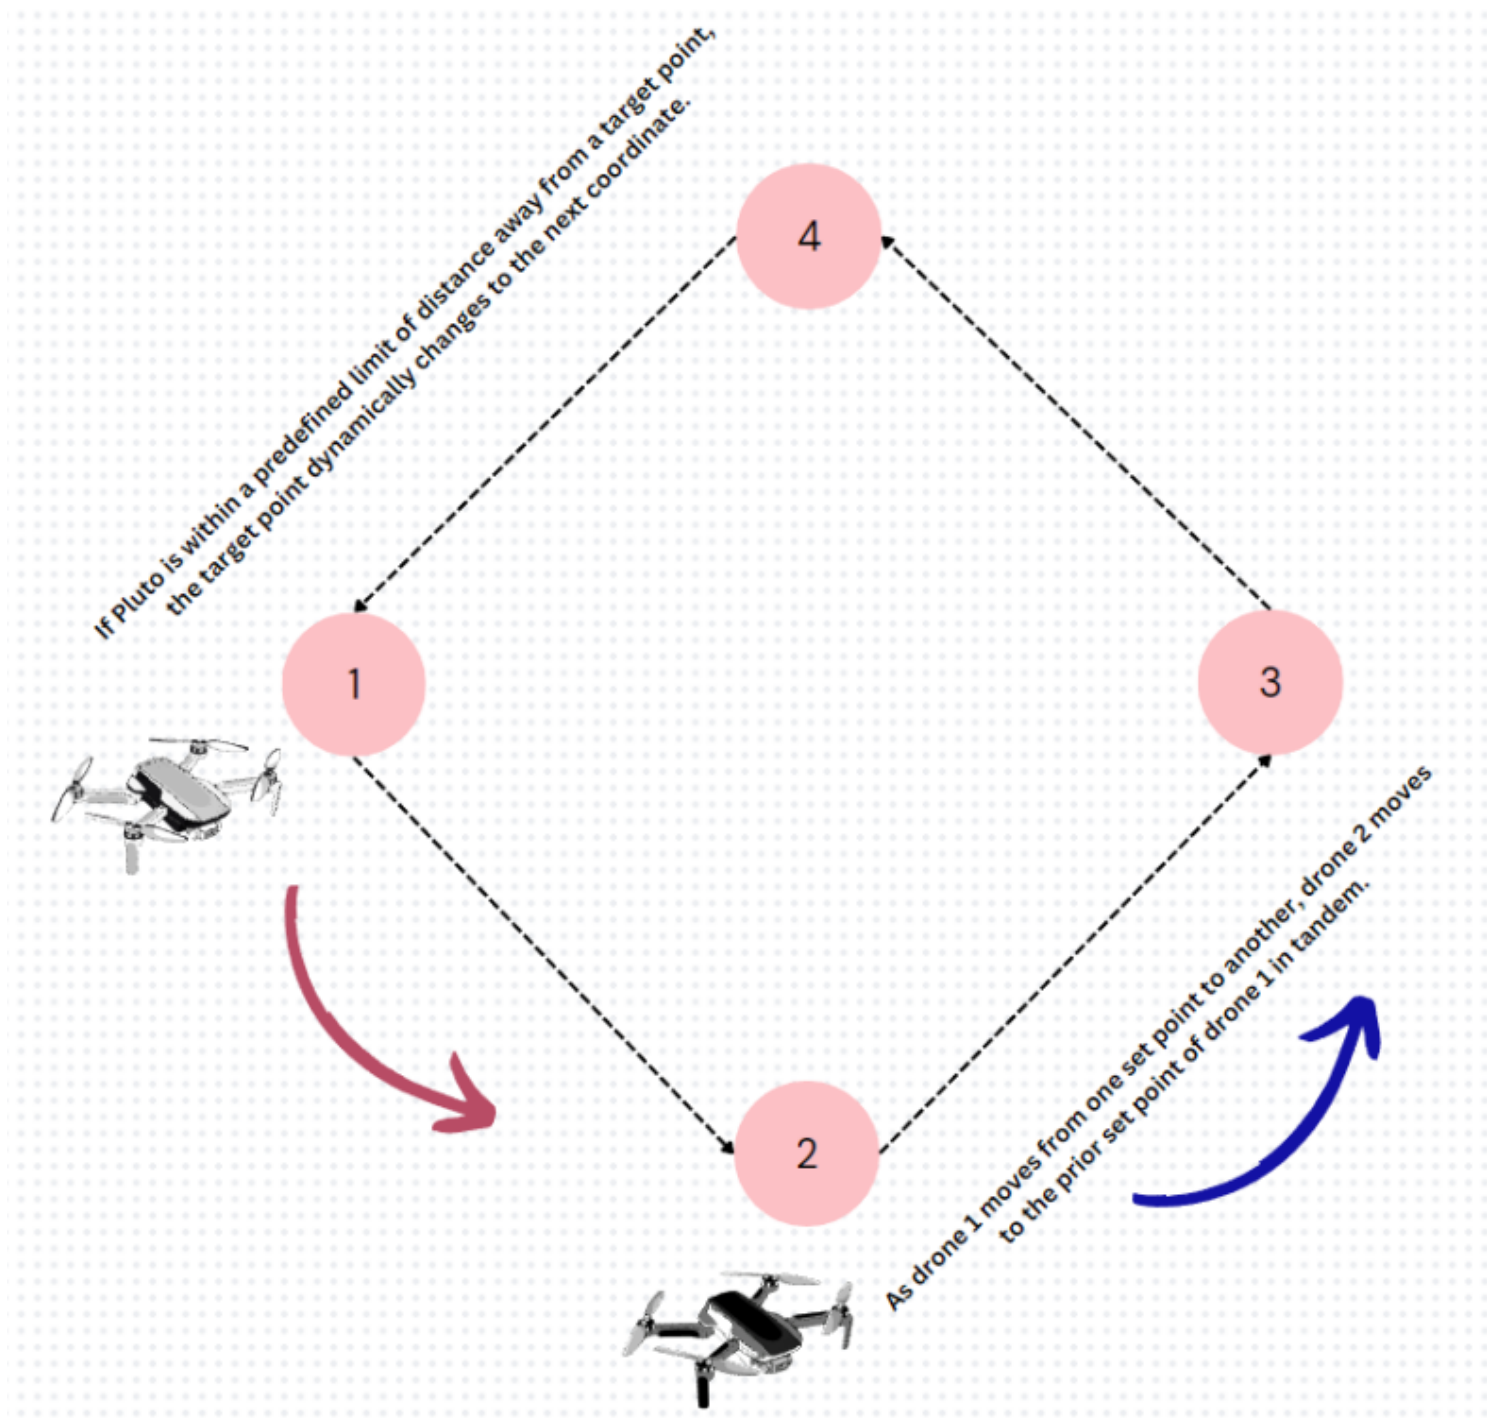 If Pluto is within a predefined limit of distance away from a target point,
the target point dynamically changes to the next coordinate.
4
1
3
2
As drone 1 moves from one set point to another, drone 2 moves
to the prior set point of drone 1 in tandem.